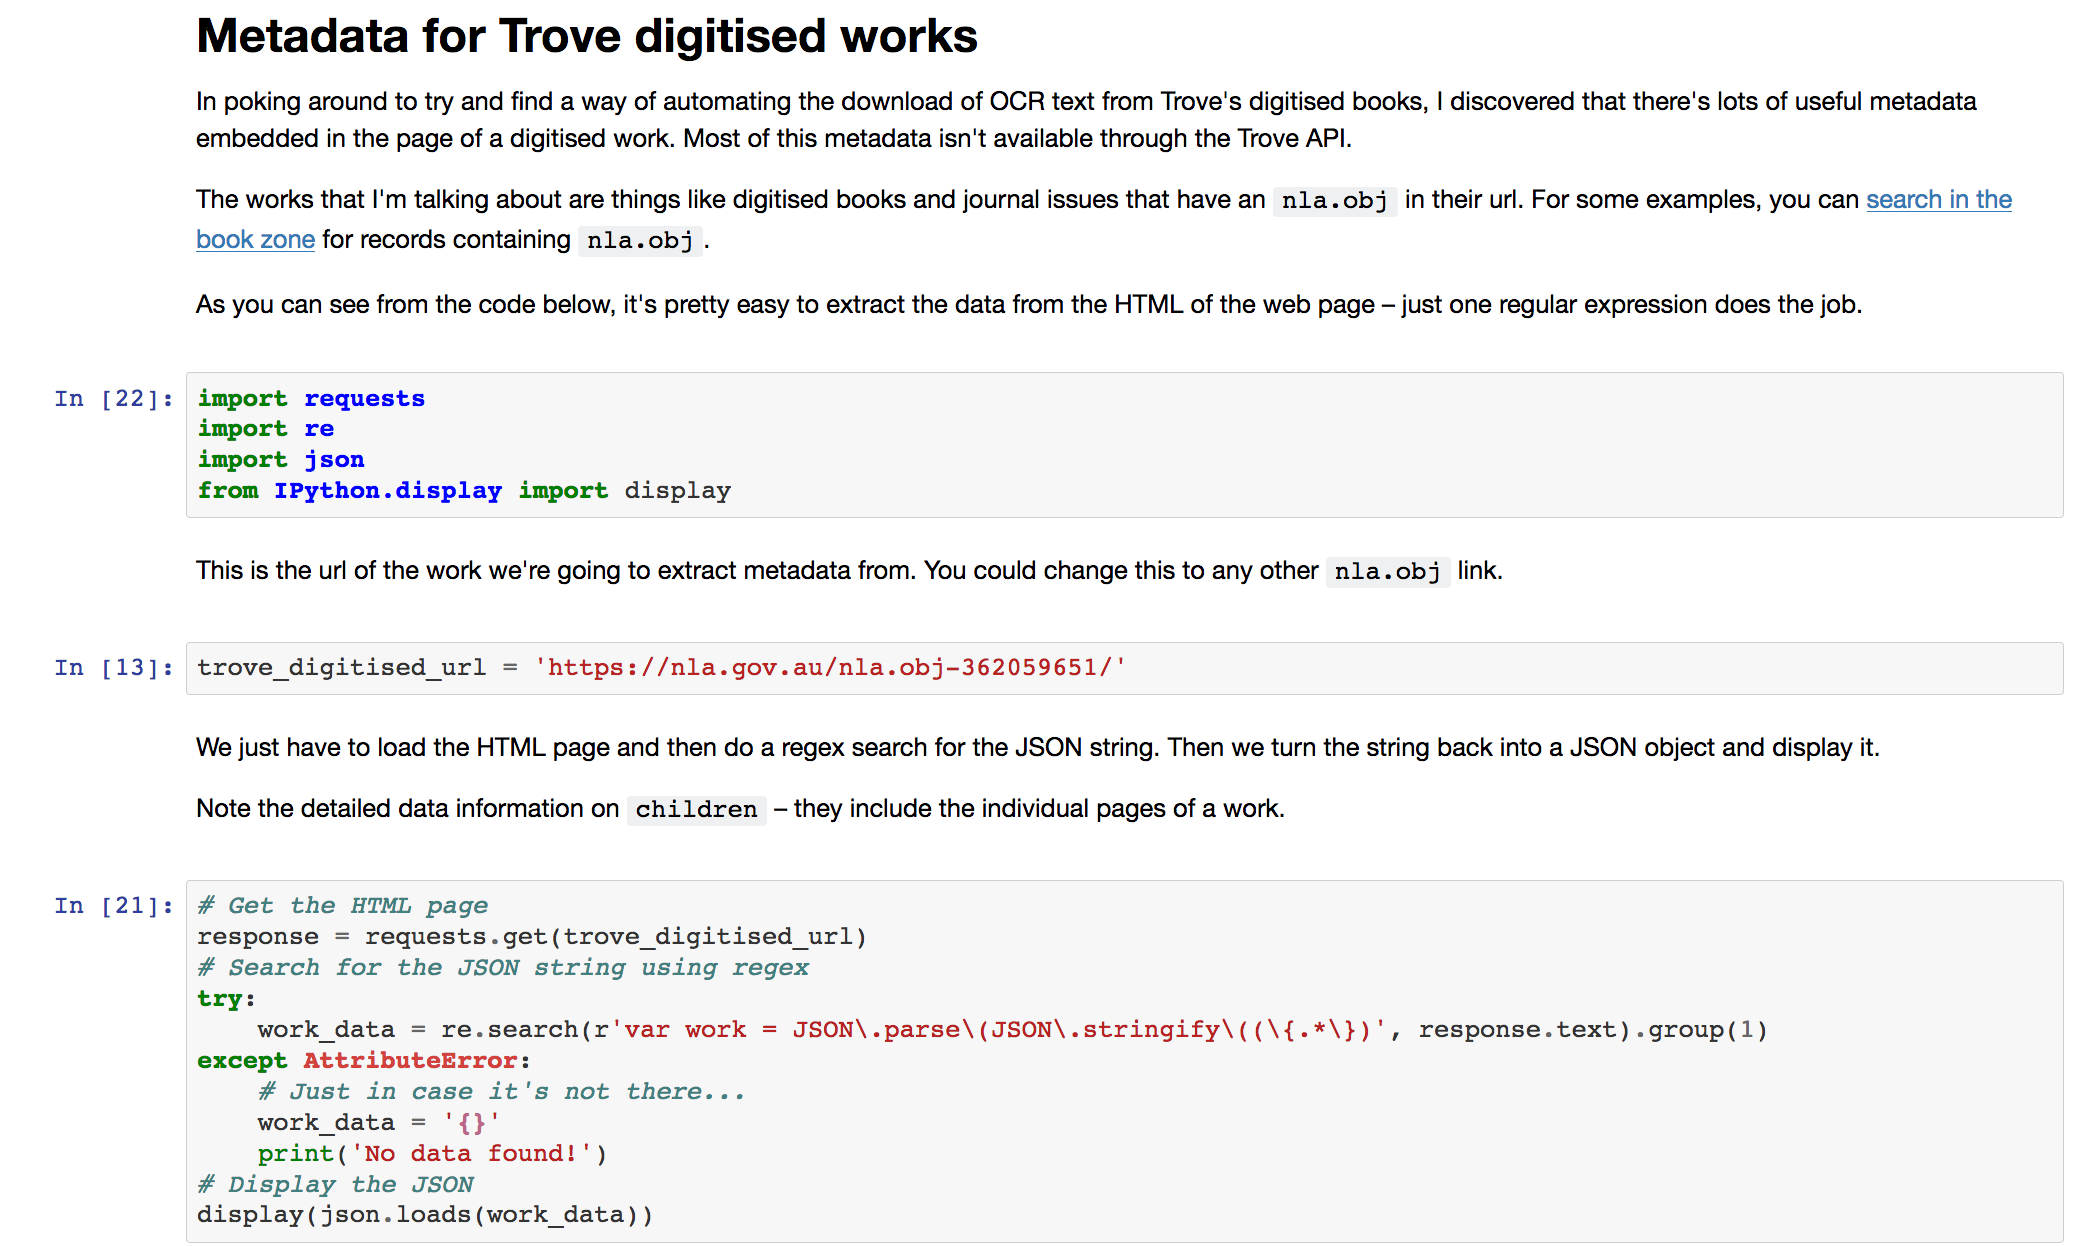 Metadata for Trove digitised works
In poking around to try and find a way of automating the download of OCR text from Trove's digitised books, I discovered that there's lots of useful metadata
embedded in the page of a digitised work. Most of this metadata isn't available through the Trove API.
The works that I'm talking about are things like digitised books and journal issues that have an nla.obj in their url. For some examples, you can search in the
book zone for records containing nla.obj.
As you can see from the code below, it's pretty easy to extract the data from the HTML of the web page – just one regular expression does the job.
In [22]: import requests
import re
import json
from IPython.display import display
This is the url of the work we're going to extract metadata from. You could change this to any other nla.obj link.
In [13]: trove_digitised_url = 'https://nla.gov.au/nla.obj-362059651/'
We just have to load the HTML page and then do a regex search for the JSON string. Then we turn the string back into a JSON object and display it.
Note the detailed data information on children – they include the individual pages of a work.
In [21]: # Get the HTML page
response = requests.get(trove_digitised_url)
# Search for the JSON string using regex
try:
    work_data = re.search(r'var work = JSON\.parse\(JSON\.stringify\((\{.*\})', response.text).group(1)
except AttributeError:
    # Just in case it's not there...
    work_data = '{}'
    print('No data found!')
# Display the JSON
display(json.loads(work_data))